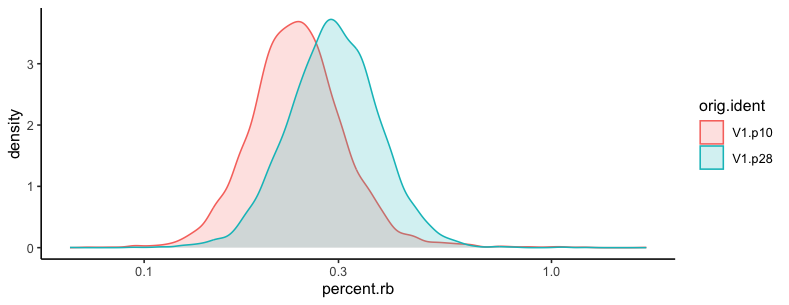 density
3
2
1
0
0.1
0.3
1.0
percent.rb
orig.ident
V1.p10
V1.p28